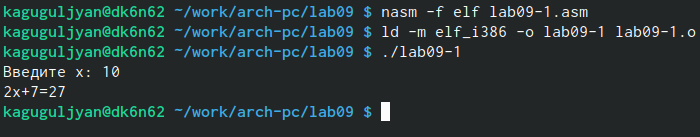 kaguguljyan@dk6n62 ~/work/arch-pc/lab09 $ nasm -f elf lab09-1.asm
kaguguljyan@dk6n62 ~/work/arch-pc/lab09 $ ld -m elf_i386 -o lab09-1 lab09-1.o
kaguguljyan@dk6n62 ~/work/arch-pc/lab09 $ ./lab09-1
Введите x: 10
2x+7=27
kaguguljyan@dk6n62 ~/work/arch-pc/lab09 $